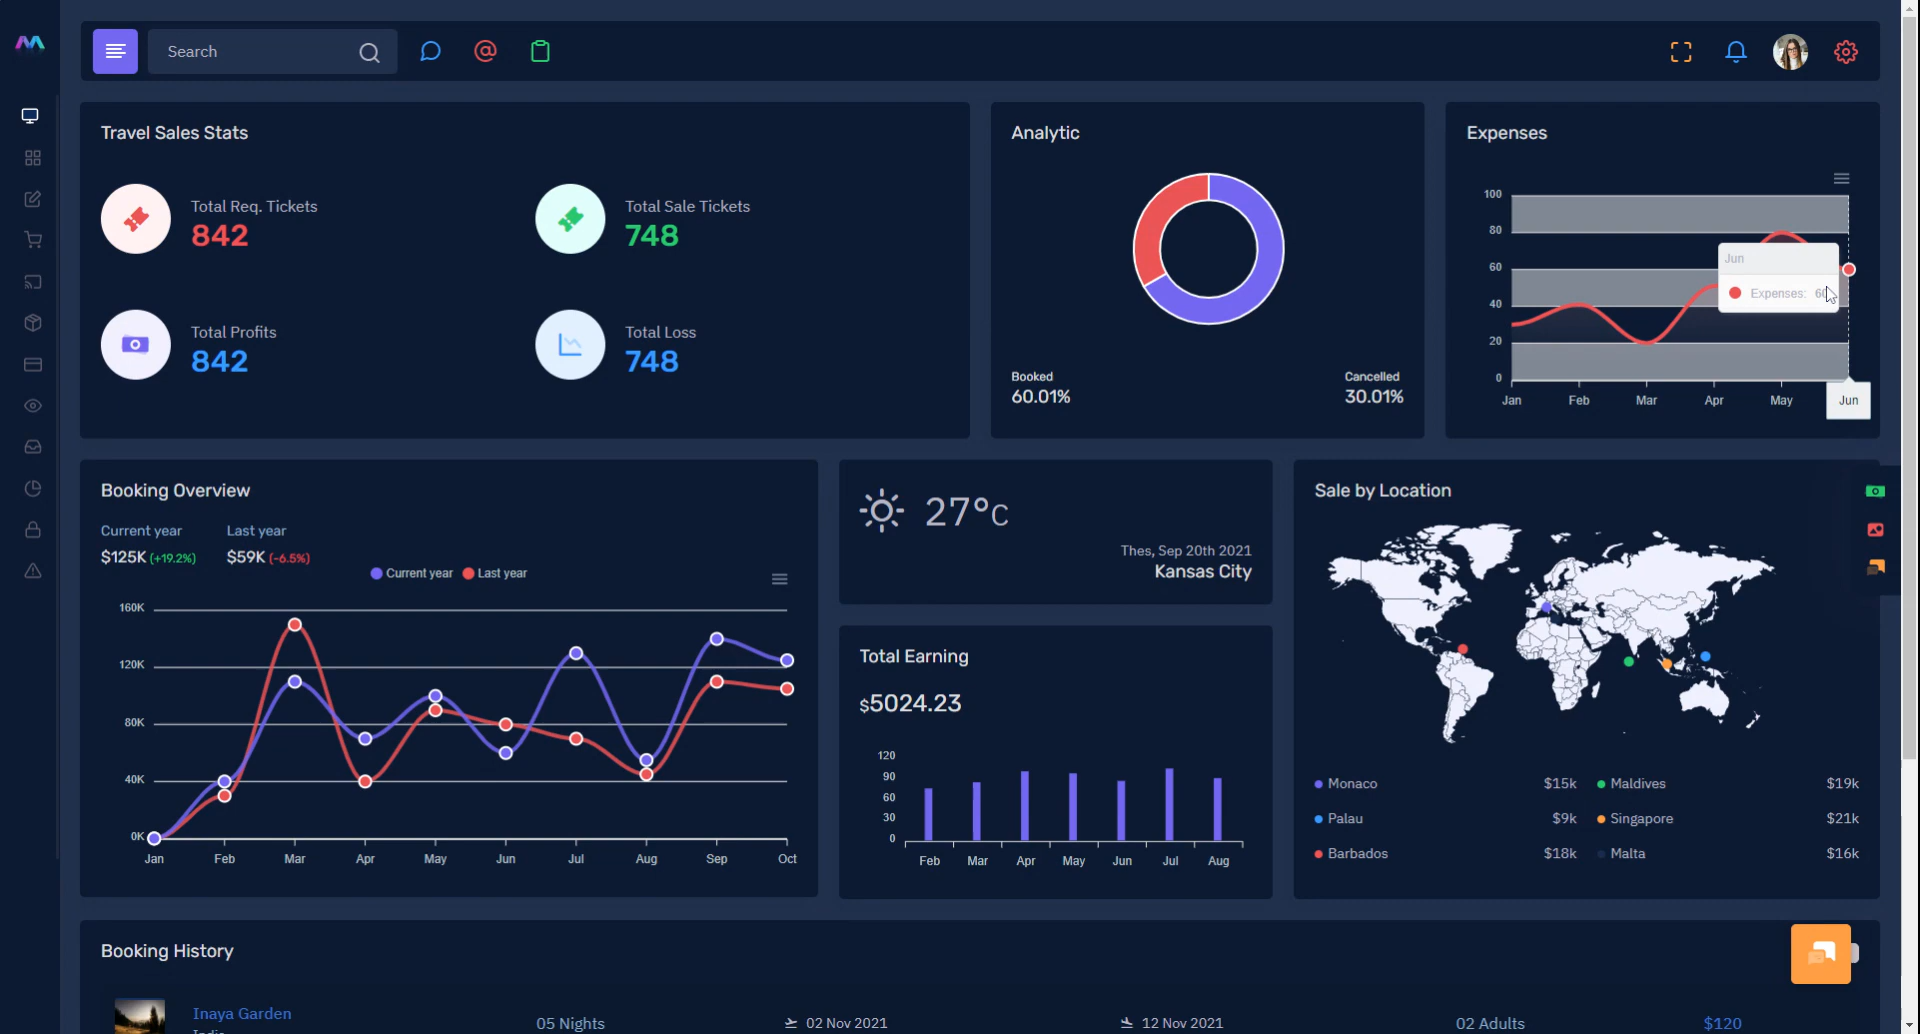 Search
Travel Sales Stats
Total Req. Tickets
842
Total Sale Tickets
748
Total Profits
842
Total Loss
748
Analytic
Booked
60.01%
Cancelled
30.01%
Expenses
100
80
60
40
20
0
Jan Feb Mar Apr May Jun
Jun
Expenses:
Booking Overview
Current year
$125K (+19.2%)
Last year
$59K (-6.5%)
Current year Last year
160K
120K
80K
40K
0K
Jan Feb Mar Apr May Jun Jul Aug Sep Oct
27°C
Thes, Sep 20th 2021
Kansas City
Total Earning
$5024.23
120
90
60
30
0
Feb Mar Apr May Jun Jul Aug
Sale by Location
Monaco $15k
Maldives $19k
Palau $9k
Singapore $21k
Barbados $18k
Malta $16k
Booking History
Inaya Garden
05 Nights
02 Nov 2021
12 Nov 2021
02 Adults
$120